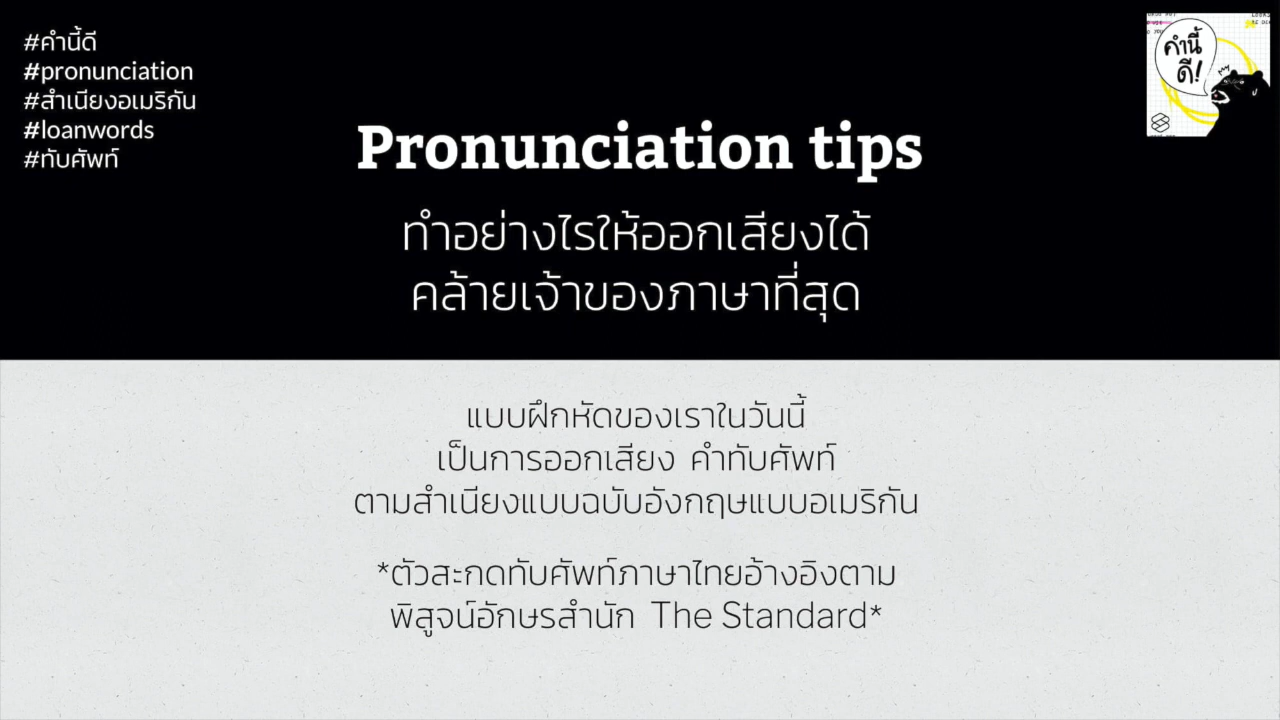 #คำนี้ดี
#pronunciation
#สำเนียงอเมริกัน
#loanwords
#ทับศัพท์
คำนี้
ดี!
Pronunciation tips
ทำอย่างไรให้ออกเสียงได้
คล้ายเจ้าของภาษาที่สุด
แบบฝึกหัดของเราในวันนี้
เป็นการออกเสียง คำทับศัพท์
ตามสำเนียงแบบฉบับอังกฤษแบบอเมริกัน
*ตัวสะกดทับศัพท์ภาษาไทยอ้างอิงตาม
พิสูจน์อักษรสำนัก The Standard*